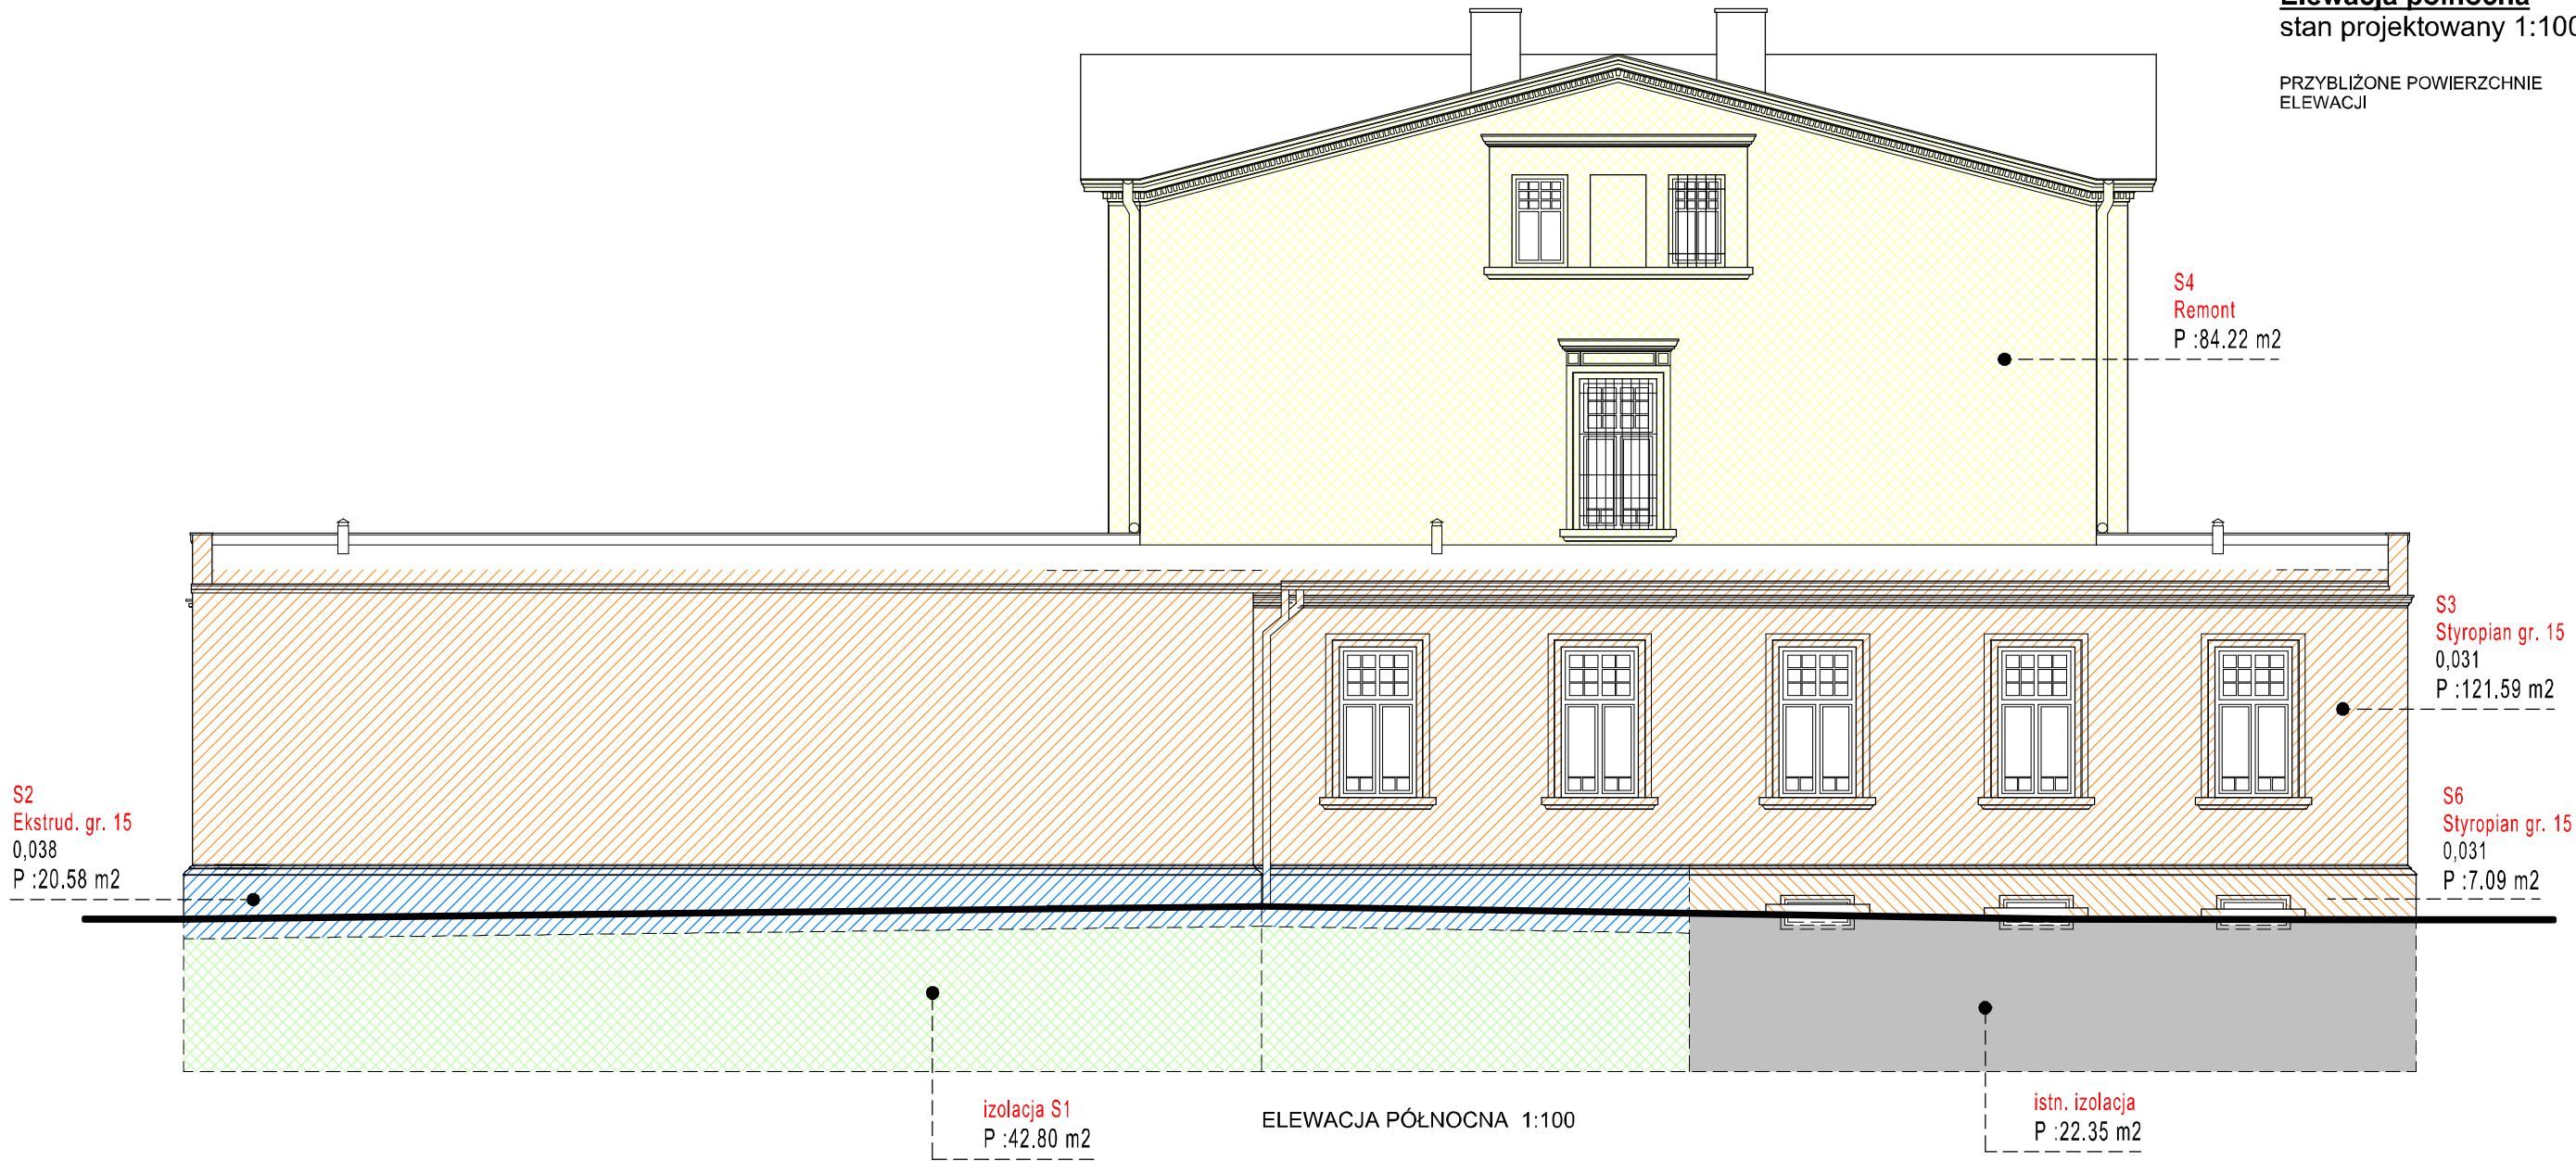 Elewacja północna
stan projektowany 1:100
PRZYBLIŻONE POWIERZCHNIE
ELEWACJI
S4
Remont
P :84.22 m2
S3
Styropian gr. 15
0,031
P :121.59 m2
S2
Ekstrud. gr. 15
0,038
P :20.58 m2
S6
Styropian gr. 15
0,031
P :7.09 m2
izolacja S1
P :42.80 m2
ELEWACJA PÓŁNOCNA 1:100
istn. izolacja
P :22.35 m2